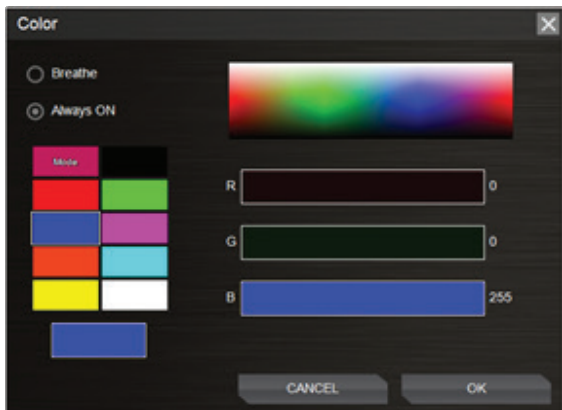 Color
Breathe
Always ON
Mode
R 0
G 0
B 255
CANCEL OK